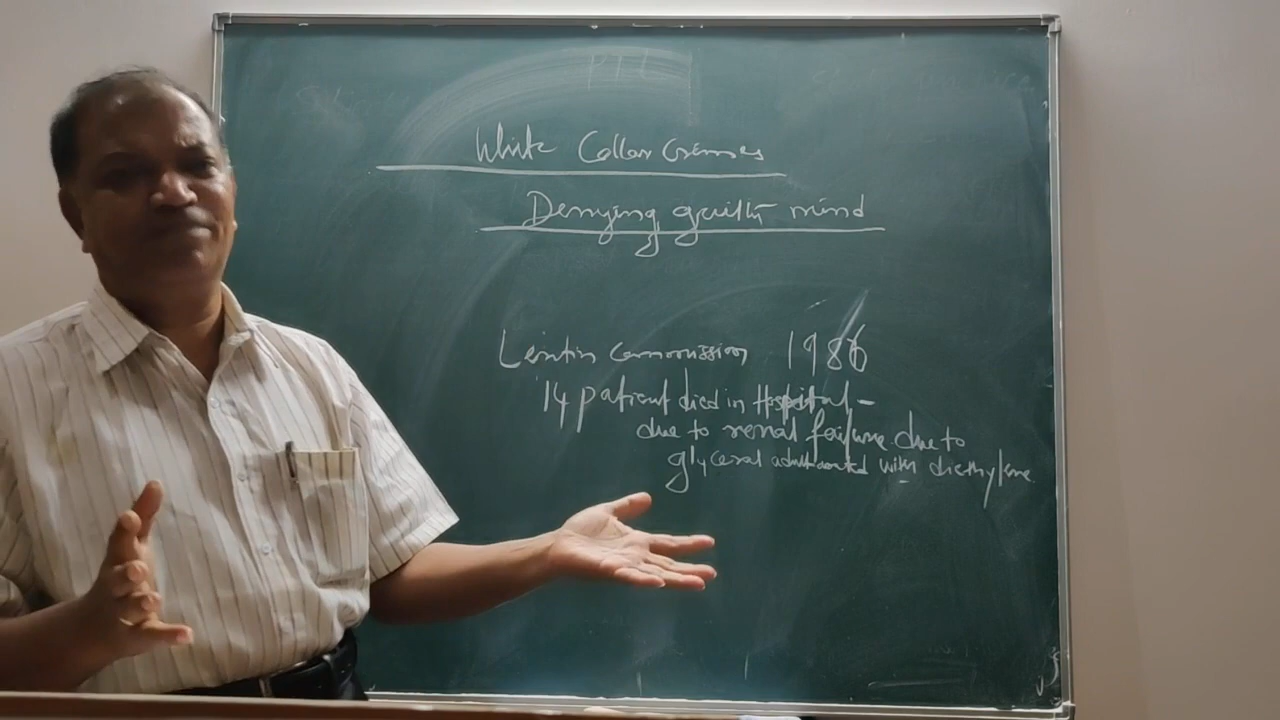 PIL
White Collar Crimes
Denying guilty mind
Lentin commission 1986
14 patient died in Hospital -
due to renal failure due to
glycerol adulterated with diethylene